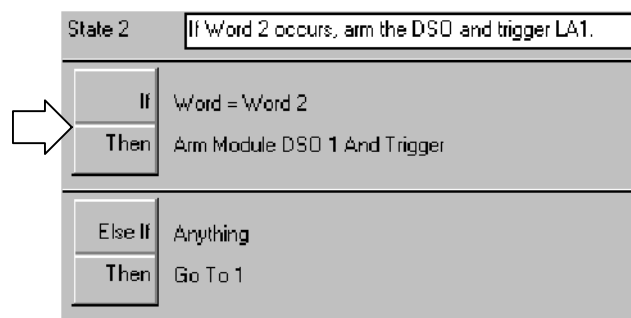 State 2 If Word 2 occurs, arm the DSO and trigger LA1.
If Word = Word 2
Then Arm Module DSO 1 And Trigger
Else If Anything
Then Go To 1